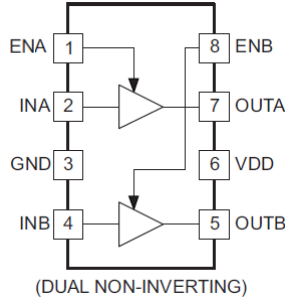 ENA 1 8 ENB
INA 2 7 OUTA
GND 3 6 VDD
INB 4 5 OUTB
(DUAL NON-INVERTING)